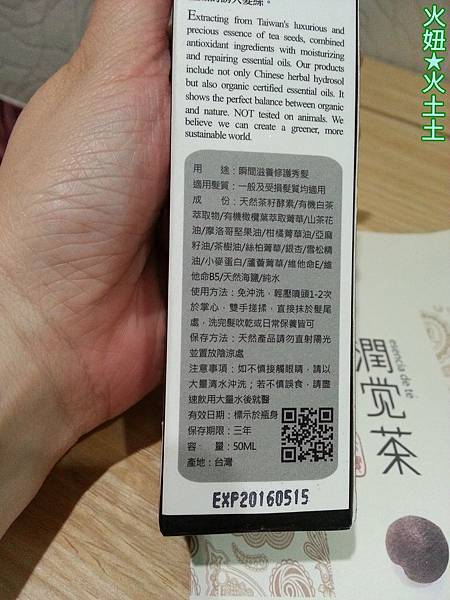 Extracting from Taiwan's luxurious and
precious essence of tea seeds, combined
antioxidant ingredients with moisturizing
and repairing essential oils. Our products
include not only Chinese herbal hydrosol
but also organic certified essential oils. It
shows the perfect balance between organic
and nature. NOT tested on animals. We
believe we can create a greener, more
sustainable world.
用　　途：瞬間滋養修護秀髮
適用髮質：一般及受損髮質均適用
成　　份：天然茶籽酵素/有機白茶
萃取物/有機橄欖葉萃取菁華/山茶花
油/摩洛哥堅果油/柑橘菁華油/亞麻
籽油/茶樹油/絲柏菁華/銀杏/雪松精
油/小麥蛋白/蘆薈菁華/維他命E/維
他命B5/天然海鹽/純水
使用方法：免沖洗，輕壓噴頭1-2次
於掌心，雙手搓揉，直接抹於髮尾
處，洗完髮吹乾或日常保養皆可
保存方法：天然產品請勿直射陽光
並置放陰涼處
注意事項：如不慎接觸眼睛，請以
大量清水沖洗；若不慎誤食，請盡
速飲用大量水後就醫
有效日期：標示於瓶身
保存期限：三年
容　　量：50ML
產地：台灣
EXP20160515
火妞★火土土
潤覺茶
esencia de té